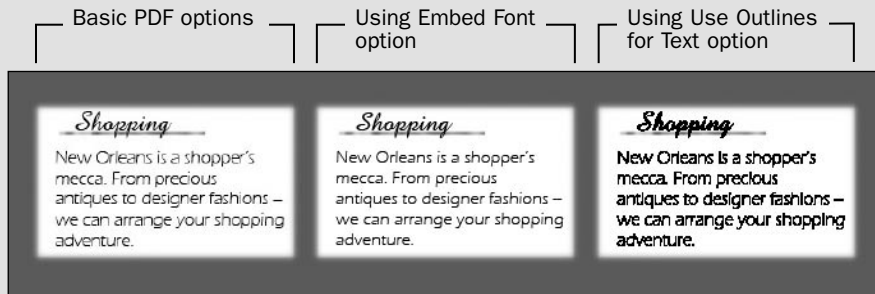 Basic PDF options
Using Embed Font
option
Using Use Outlines
for Text option
Shopping
New Orleans is a shopper's
mecca. From precious
antiques to designer fashions –
we can arrange your shopping
adventure.
Shopping
New Orleans is a shopper's
mecca. From precious
antiques to designer fashions –
we can arrange your shopping
adventure.
Shopping
New Orleans is a shopper's
mecca. From precious
antiques to designer fashions –
we can arrange your shopping
adventure.